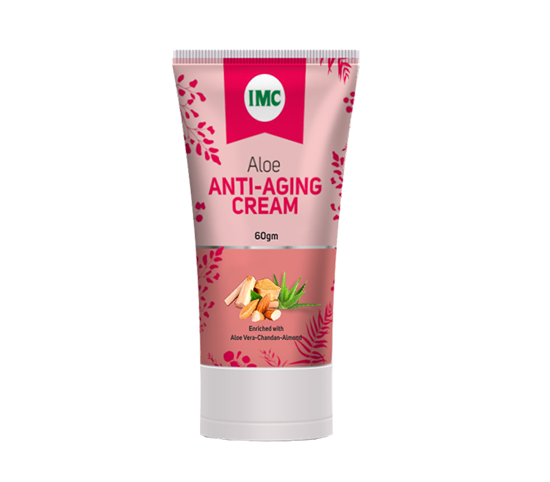 IMC
Aloe
ANTI-AGING
CREAM
60gm
Enriched with
Aloe Vera-Chandan-Almond